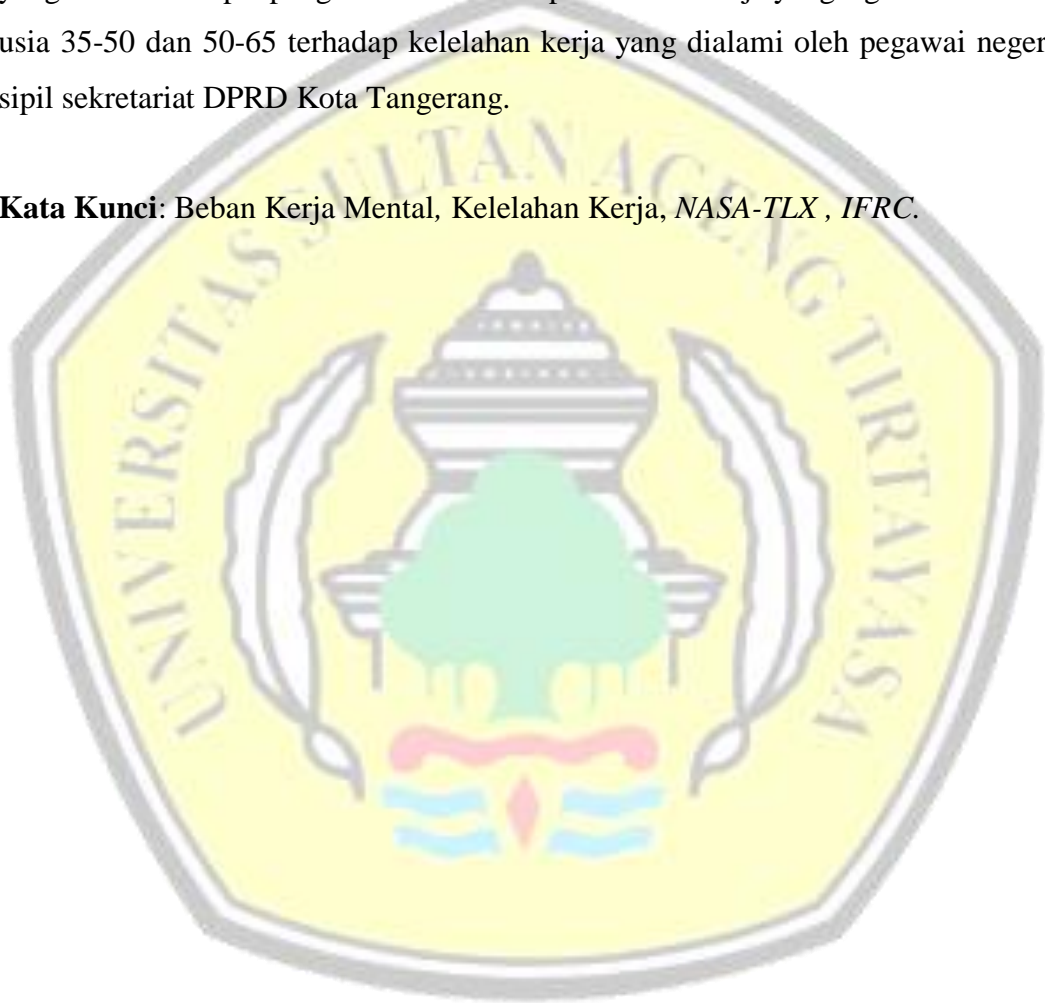 usia 35-50 dan 50-65 terhadap kelelahan kerja yang dialami oleh pegawai neger
sipil sekretariat DPRD Kota Tangerang.
Kata Kunci: Beban Kerja Mental, Kelelahan Kerja, NASA-TLX , IFRC.
UNIVERSITAS SULTAN AGENG TIRTAYASA